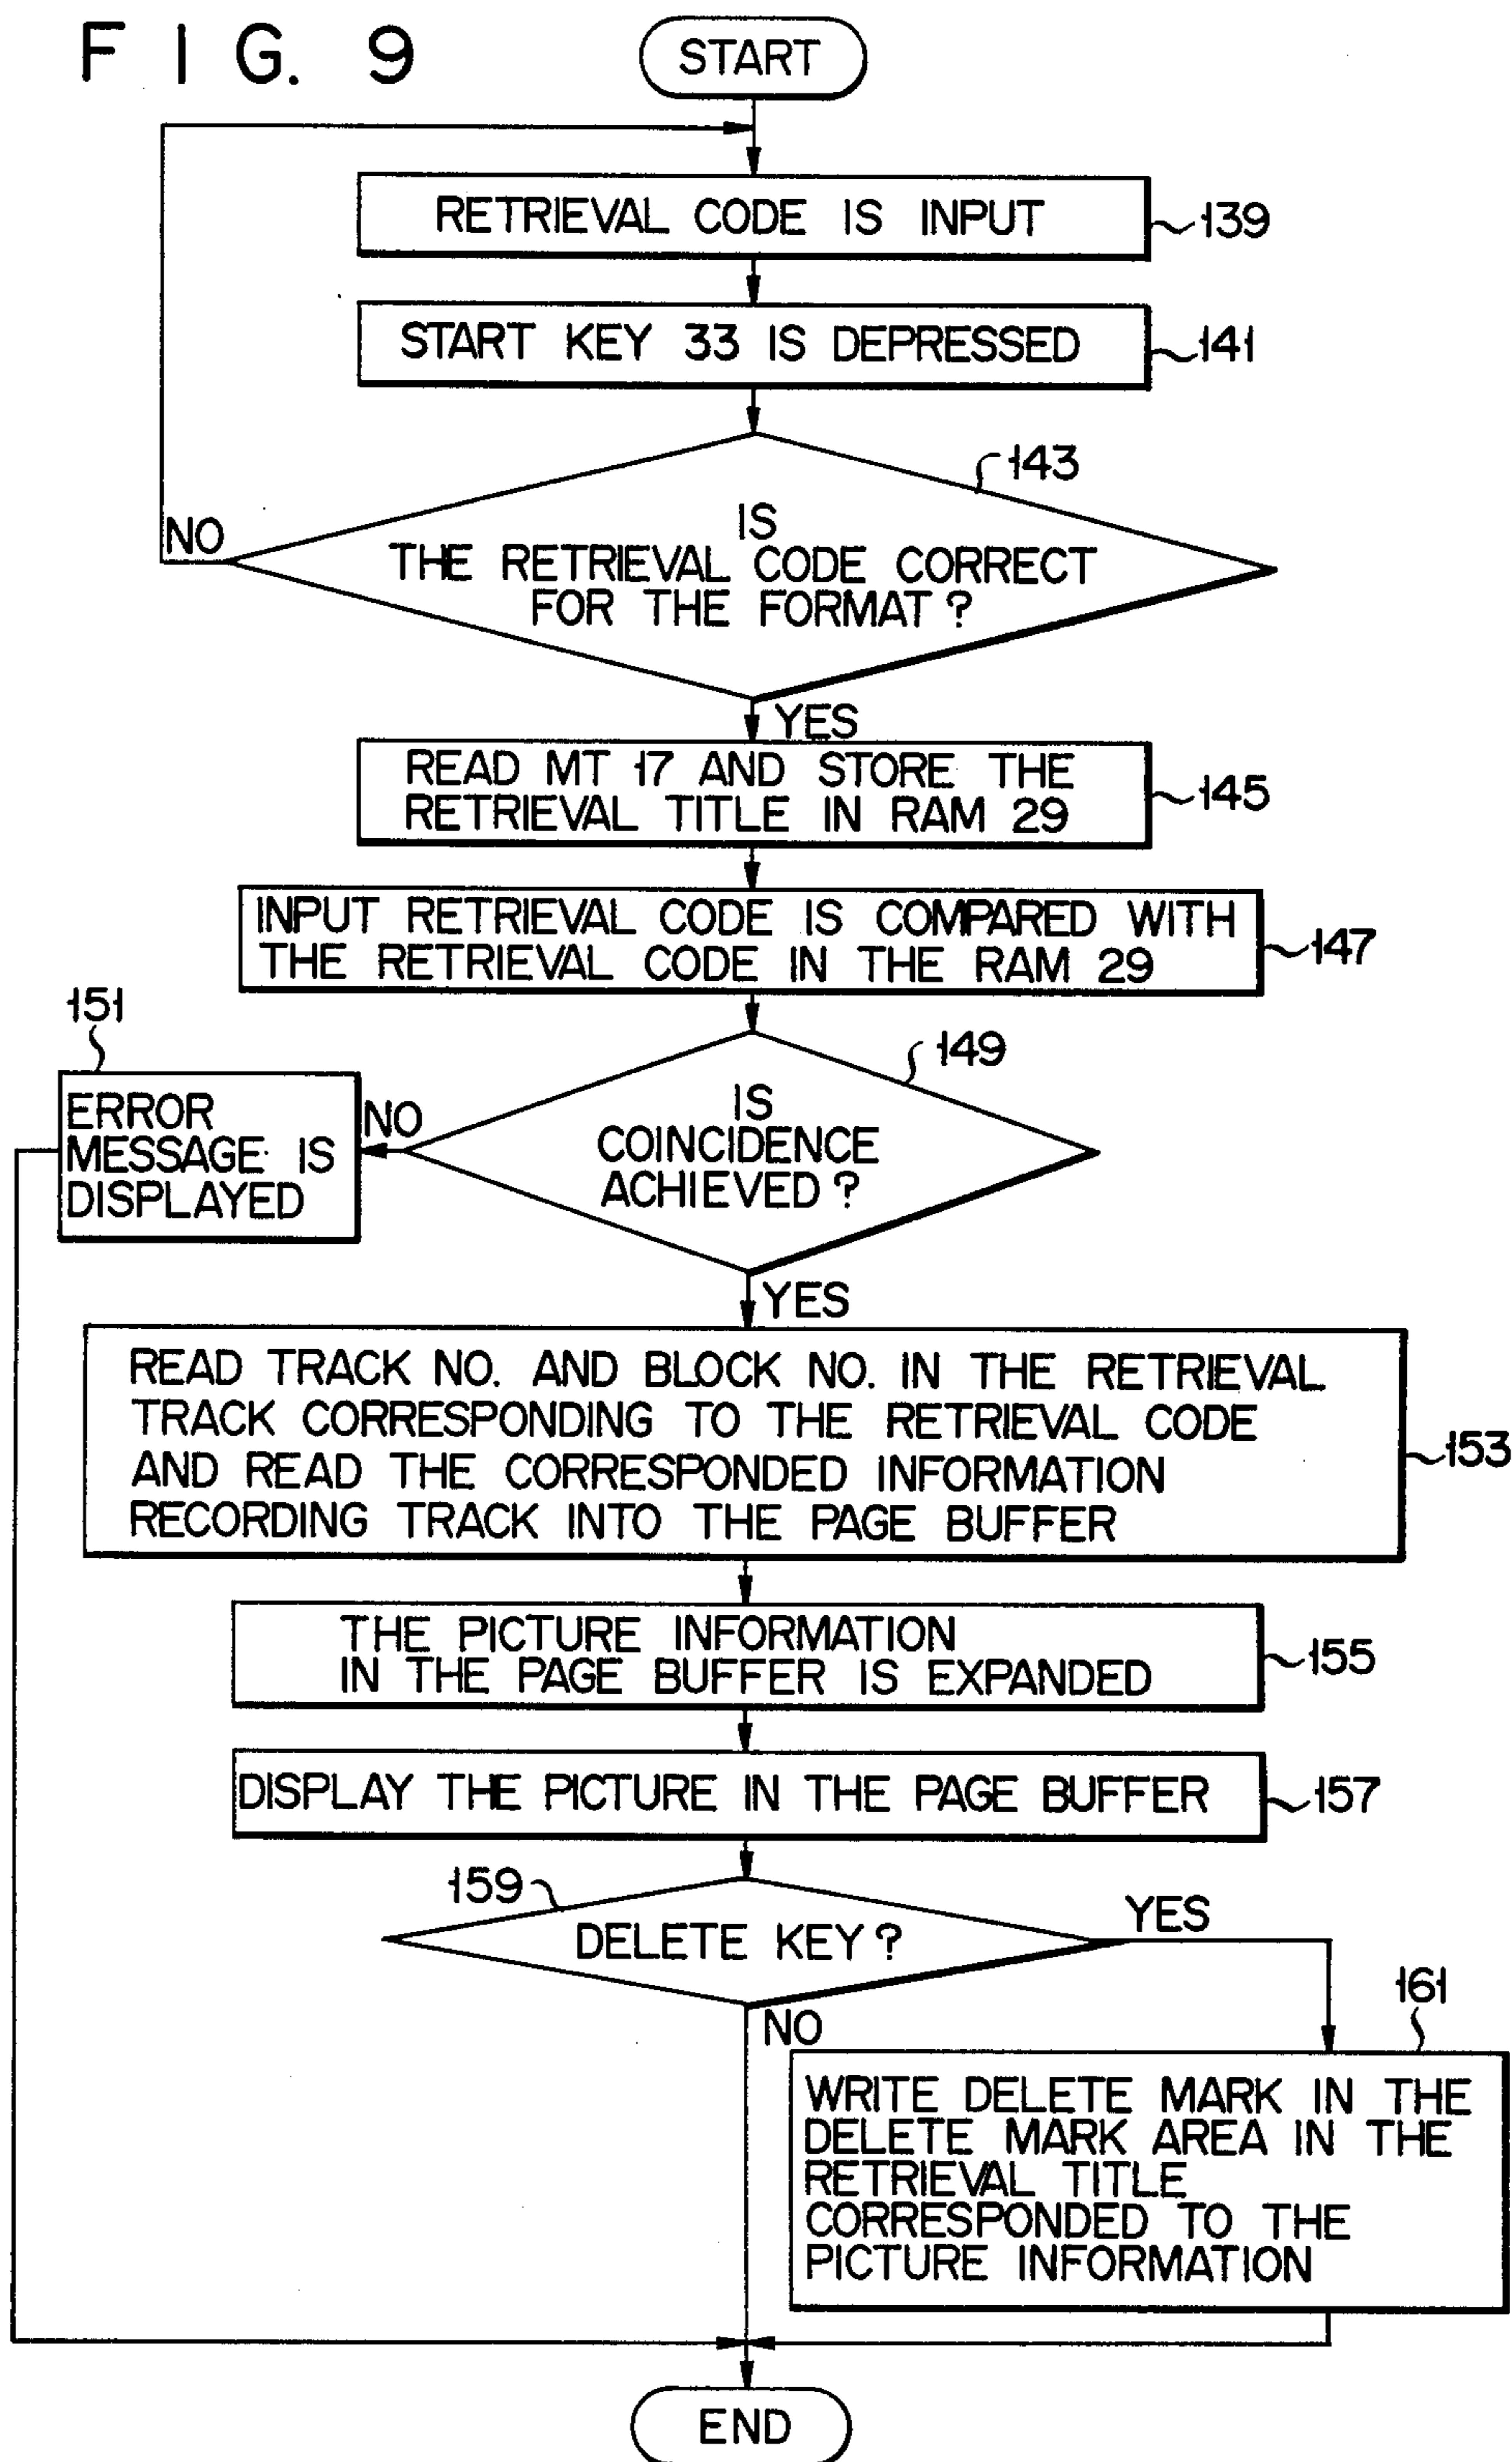 FIG. 9
START
RETRIEVAL CODE IS INPUT
139
START KEY 33 IS DEPRESSED
141
143
IS
THE RETRIEVAL CODE CORRECT
FOR THE FORMAT?
NO
YES
READ MT 17 AND STORE THE
RETRIEVAL TITLE IN RAM 29
145
INPUT RETRIEVAL CODE IS COMPARED WITH
THE RETRIEVAL CODE IN THE RAM 29
147
149
IS
COINCIDENCE
ACHIEVED?
NO
151
ERROR
MESSAGE IS
DISPLAYED
YES
READ TRACK NO. AND BLOCK NO. IN THE RETRIEVAL
TRACK CORRESPONDING TO THE RETRIEVAL CODE
AND READ THE CORRESPONDED INFORMATION
RECORDING TRACK INTO THE PAGE BUFFER
153
THE PICTURE INFORMATION
IN THE PAGE BUFFER IS EXPANDED
155
DISPLAY THE PICTURE IN THE PAGE BUFFER
157
159
DELETE KEY?
YES
NO
161
WRITE DELETE MARK IN THE
DELETE MARK AREA IN THE
RETRIEVAL TITLE
CORRESPONDED TO THE
PICTURE INFORMATION
END